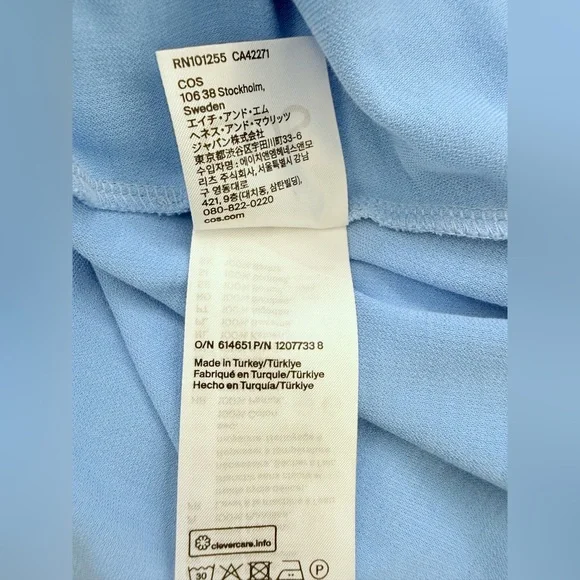 RN101255 CA42271
COS
106 38 Stockholm,
Sweden
エイチ・アンド・エム
ヘネス・アンド・マウリッツ
ジャパン株式会社
東京都渋谷区宇田川町33-6
수입자명 : 에이치앤엠헤네스앤모
리츠 주식회사, 서울특별시 강남
구 영동대로
421, 9층(대치동, 삼탄빌딩),
080-822-0220
cos.com
O/N 614651 P/N 1207733 8
Made in Turkey/Türkiye
Fabriqué en Turquie/Türkiye
Hecho en Turquía/Türkiye
clevercare.info
30 P